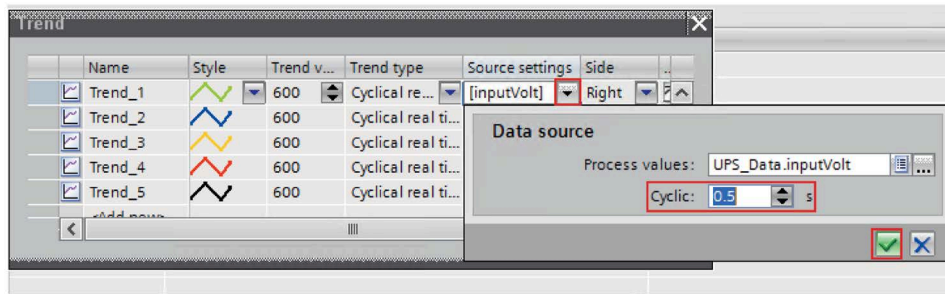 Trend
Name Style Trend v... Trend type Source settings Side ..
Trend_1 600 Cyclical re... [inputVolt] Right
Trend_2 600 Cyclical real ti...
Trend_3 600 Cyclical real ti...
Trend_4 600 Cyclical real ti...
Trend_5 600 Cyclical real ti...
<Add new>
Data source
Process values: UPS_Data.inputVolt ...
Cyclic: 0.5 s